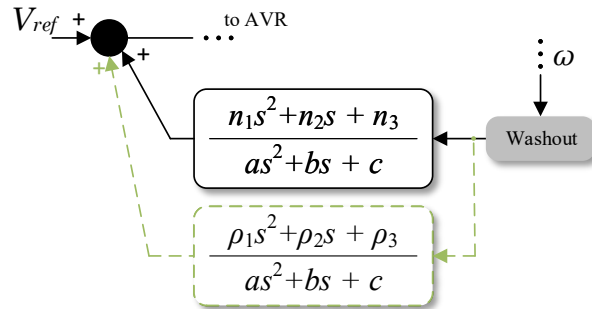 V_ref + to AVR
+
+
ω
n₁s²+n₂s + n₃
as²+bs + c
Washout
ρ₁s²+ρ₂s + ρ₃
as²+bs + c